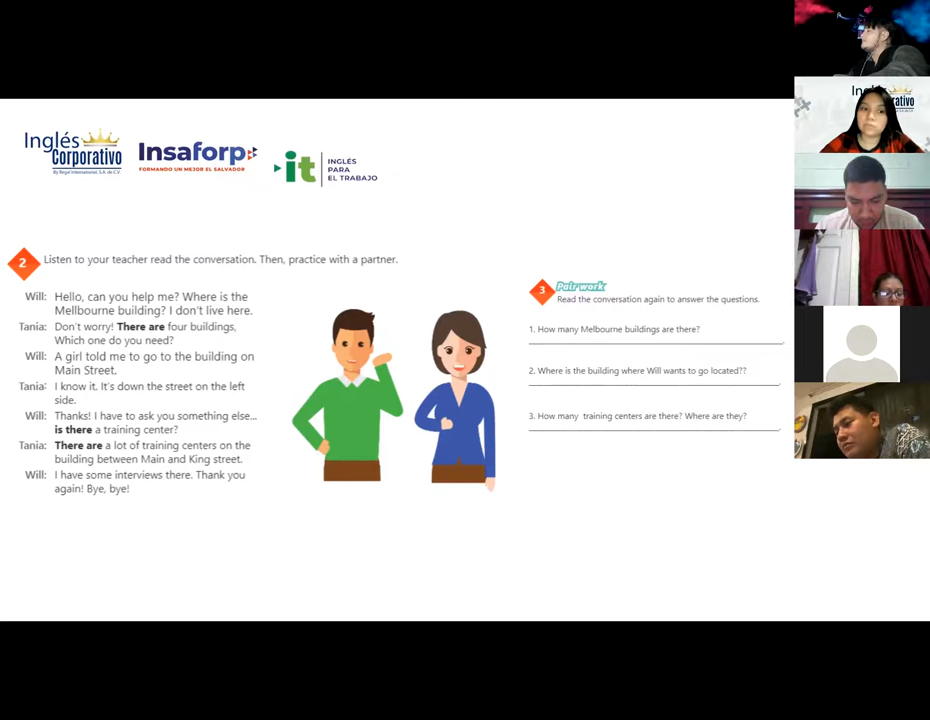 Inglés
Corporativo
By Regal International, S.A. de C.V.
Insaforp
FORMANDO UN MEJOR EL SALVADOR
it
INGLÉS
PARA
EL TRABAJO
2 Listen to your teacher read the conversation. Then, practice with a partner.
Will: Hello, can you help me? Where is the
Mellbourne building? I don't live here.
Tania: Don't worry! There are four buildings,
Which one do you need?
Will: A girl told me to go to the building on
Main Street.
Tania: I know it. It's down the street on the left
side.
Will: Thanks! I have to ask you something else...
is there a training center?
Tania: There are a lot of training centers on the
building between Main and King street.
Will: I have some interviews there. Thank you
again! Bye, bye!
3 Pair work
Read the conversation again to answer the questions.
1. How many Melbourne buildings are there?
2. Where is the building where Will wants to go located??
3. How many training centers are there? Where are they?